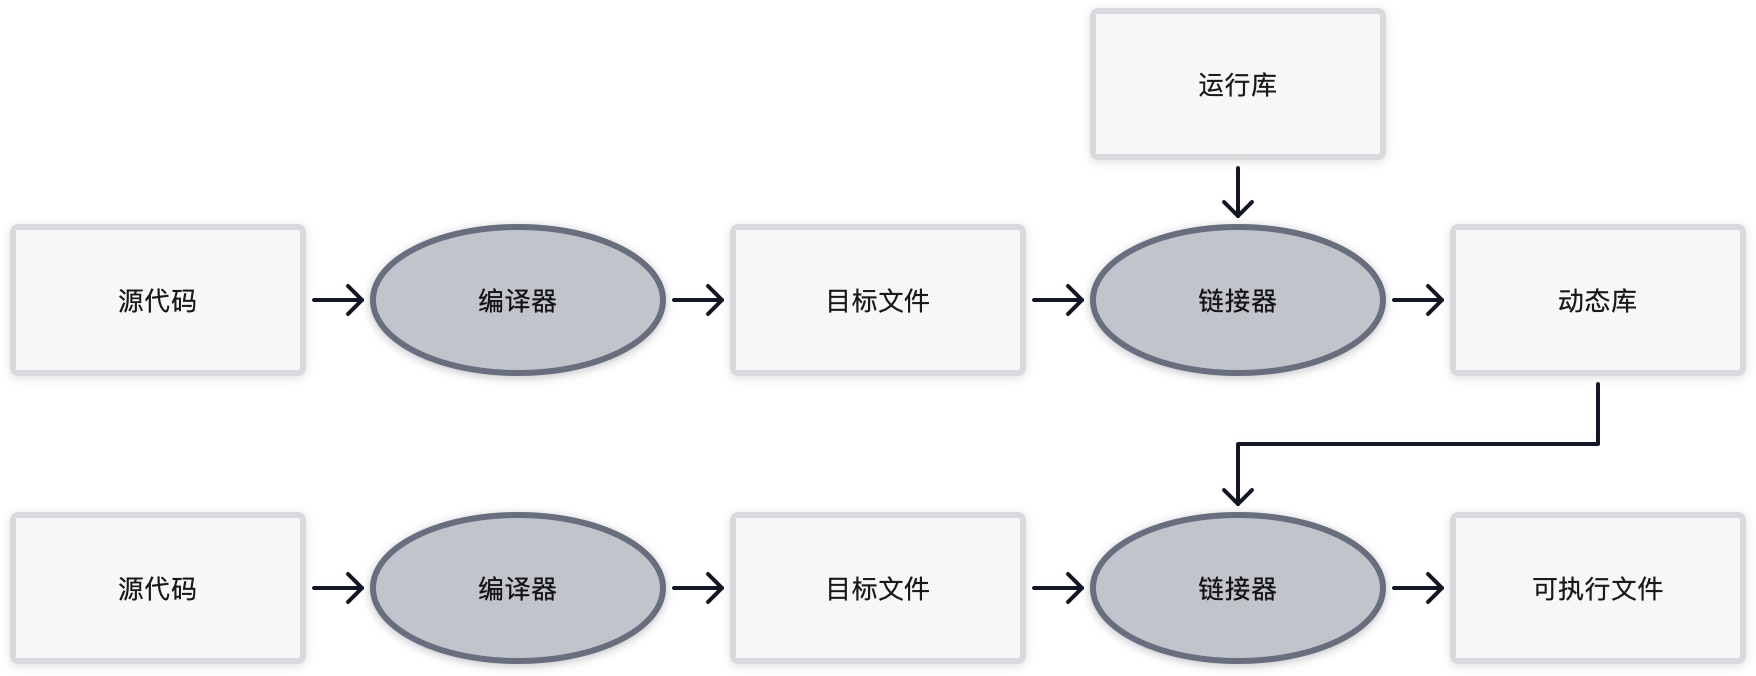 运行库
源代码
编译器
目标文件
链接器
动态库
源代码
编译器
目标文件
链接器
可执行文件